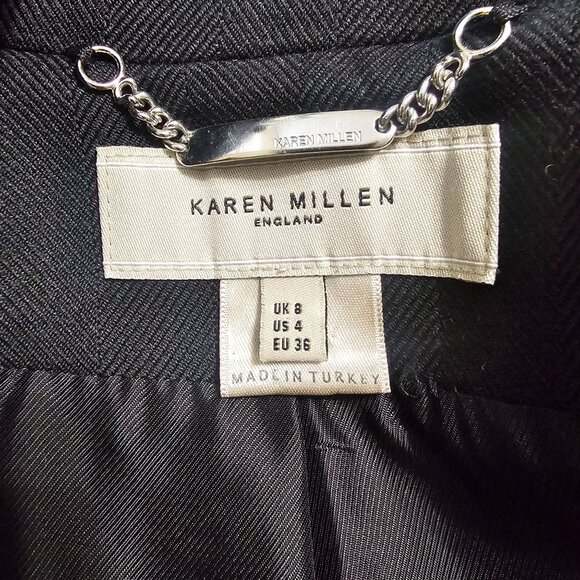 KAREN MILLEN
KAREN MILLEN
ENGLAND
UK 8
US 4
EU 36
MADE IN TURKEY